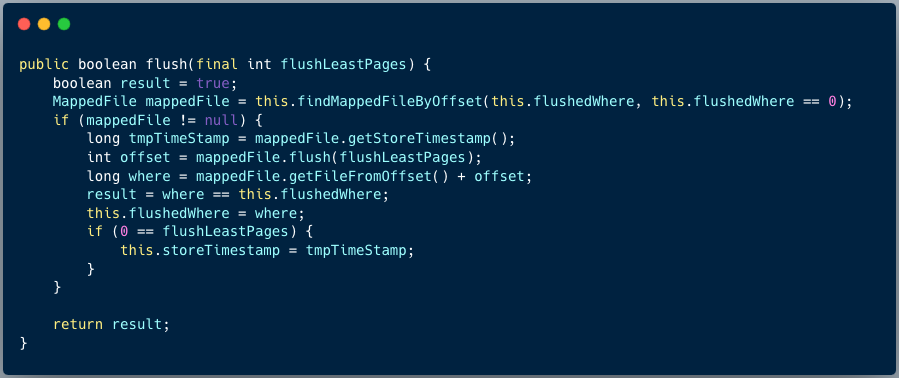 public boolean flush(final int flushLeastPages) {
    boolean result = true;
    MappedFile mappedFile = this.findMappedFileByOffset(this.flushedWhere, this.flushedWhere == 0);
    if (mappedFile != null) {
        long tmpTimeStamp = mappedFile.getStoreTimestamp();
        int offset = mappedFile.flush(flushLeastPages);
        long where = mappedFile.getFileFromOffset() + offset;
        result = where == this.flushedWhere;
        this.flushedWhere = where;
        if (0 == flushLeastPages) {
            this.storeTimestamp = tmpTimeStamp;
        }
    }

    return result;
}